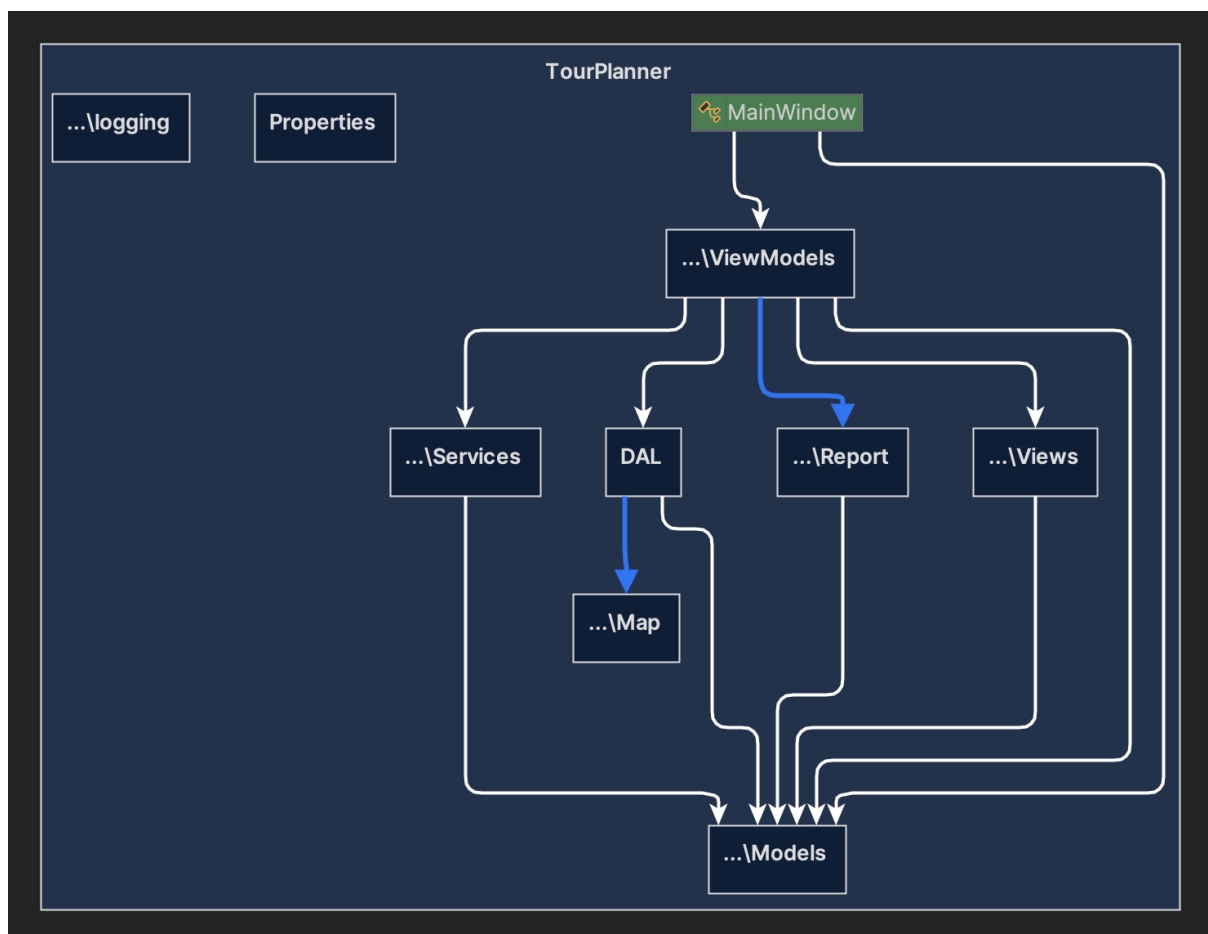 TourPlanner
...\logging
Properties
MainWindow
...\ViewModels
...\Services
DAL
...\Report
...\Views
...\Map
...\Models